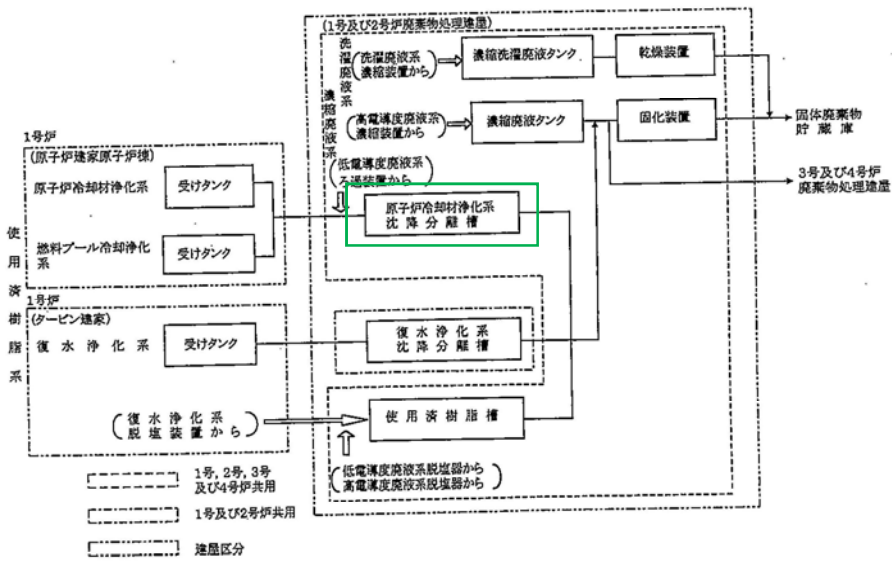 (1号及び2号炉廃棄物処理建屋)
洗濯廃液系
(洗濯廃液系
濃縮装置から)
濃縮洗濯廃液タンク
乾燥装置
濃縮廃液系
(高電導度廃液系
濃縮装置から)
濃縮廃液タンク
固化装置
固体廃棄物
貯蔵庫
3号及び4号炉
廃棄物処理建屋
(低電導度廃液系
ろ過装置から)
使用済樹脂系
1号炉
(原子炉建家原子炉棟)
原子炉冷却材浄化系
受けタンク
原子炉冷却材浄化系
沈降分離槽
燃料プール冷却浄化
系
受けタンク
1号炉
(タービン建家)
復水浄化系
受けタンク
復水浄化系
沈降分離槽
(復水浄化系
脱塩装置から)
使用済樹脂槽
(低電導度廃液系脱塩器から
高電導度廃液系脱塩器から)
1号, 2号, 3号
及び4号炉共用
1号及び2号炉共用
建屋区分